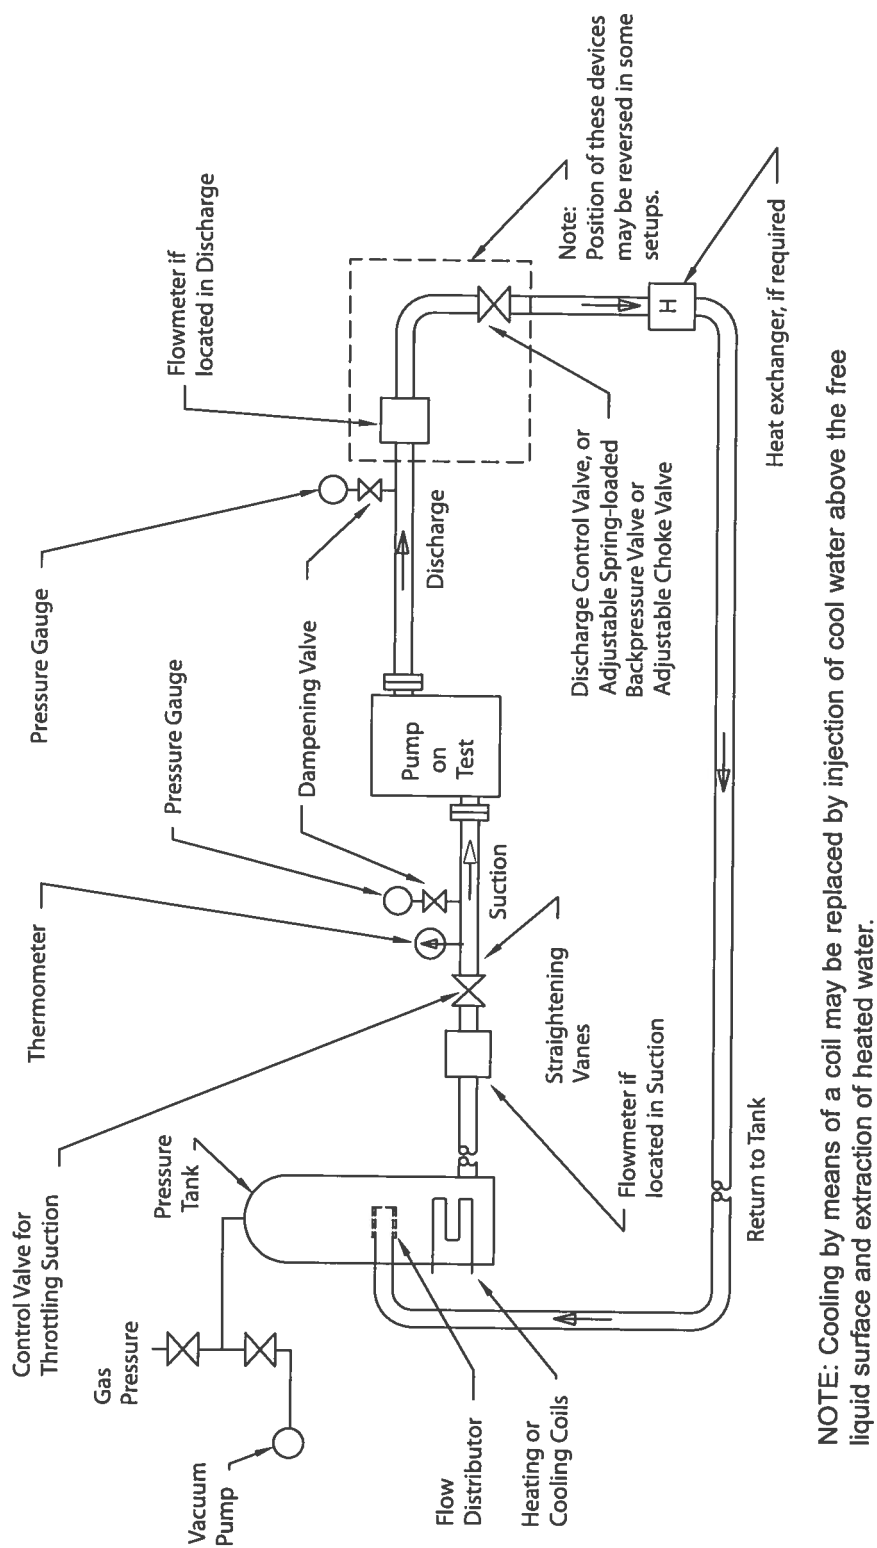 Pressure Gauge
Flowmeter if
located in Discharge
Thermometer
Pressure Gauge
Dampening Valve
Note:
Position of these devices
may be reversed in some
setups.
Control Valve for
Throttling Suction
Pressure
Tank
Gas
Pressure
Vacuum
Pump
Pump
on
Test
Discharge
Suction
Straightening
Vanes
Flowmeter if
located in Suction
Flow
Distributor
Heating or
Cooling Coils
Discharge Control Valve, or
Adjustable Spring-loaded
Backpressure Valve or
Adjustable Choke Valve
H
Heat exchanger, if required
Return to Tank
NOTE: Cooling by means of a coil may be replaced by injection of cool water above the free
liquid surface and extraction of heated water.